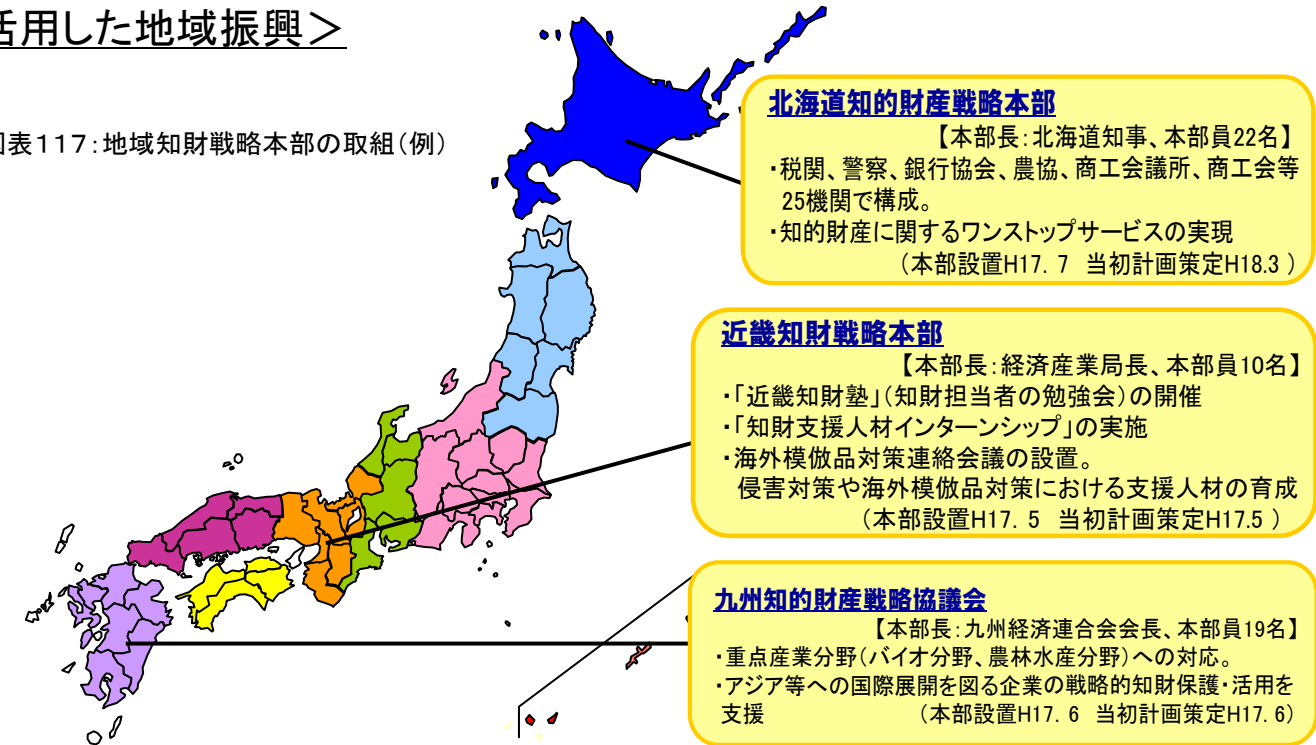 活用した地域振興＞
図表１１７：地域知財戦略本部の取組（例）
北海道知的財産戦略本部
【本部長：北海道知事、本部員22名】
・税関、警察、銀行協会、農協、商工会議所、商工会等
25機関で構成。
・知的財産に関するワンストップサービスの実現
（本部設置H17．7　当初計画策定H18.3 ）
近畿知財戦略本部
【本部長：経済産業局長、本部員10名】
・「近畿知財塾」（知財担当者の勉強会）の開催
・「知財支援人材インターンシップ」の実施
・海外模倣品対策連絡会議の設置。
侵害対策や海外模倣品対策における支援人材の育成
（本部設置H17．5　当初計画策定H17.5 ）
九州知的財産戦略協議会
【本部長：九州経済連合会会長、本部員19名】
・重点産業分野（バイオ分野、農林水産分野）への対応。
・アジア等への国際展開を図る企業の戦略的知財保護・活用を
支援　（本部設置H17．6　当初計画策定H17．6）